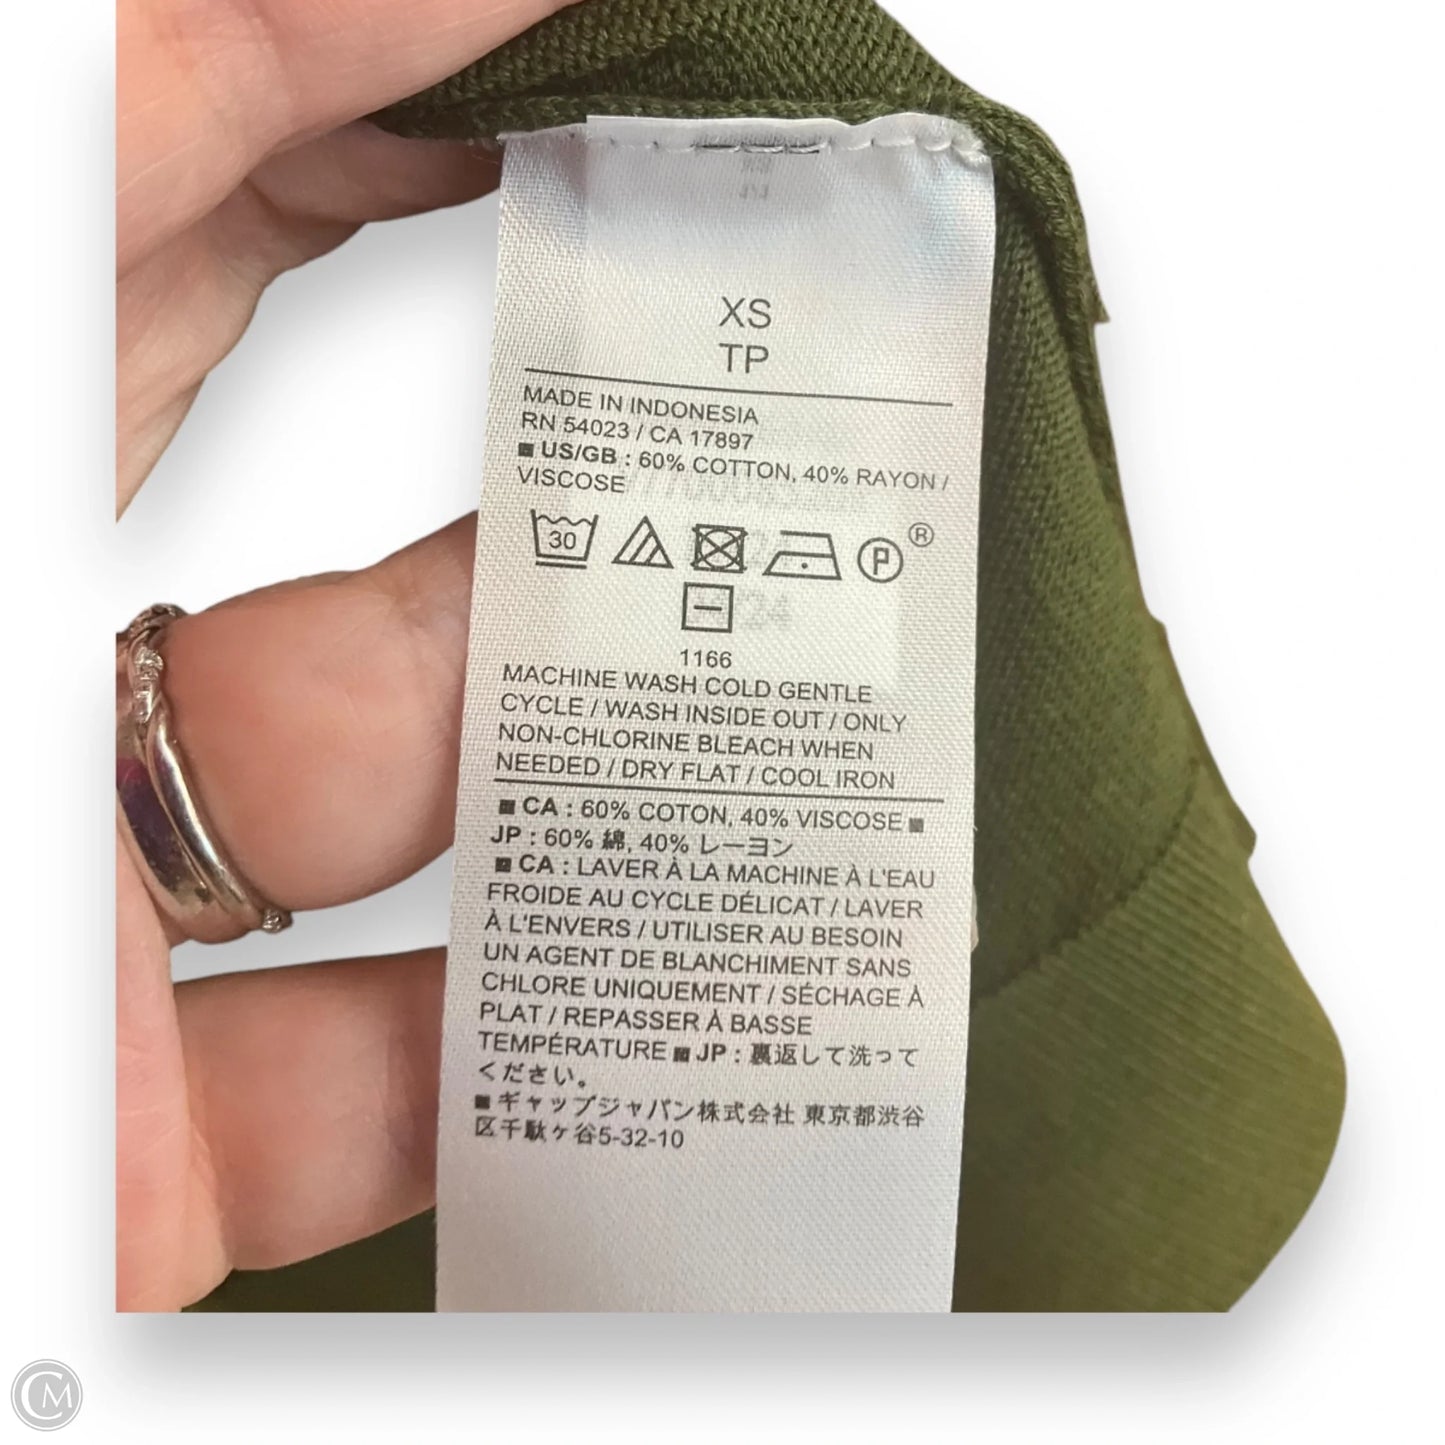 XS
TP
MADE IN INDONESIA
RN 54023 / CA 17897
■ US/GB : 60% COTTON, 40% RAYON /
VISCOSE
30
P ®
1166
MACHINE WASH COLD GENTLE
CYCLE / WASH INSIDE OUT / ONLY
NON-CHLORINE BLEACH WHEN
NEEDED / DRY FLAT / COOL IRON
■ CA : 60% COTON, 40% VISCOSE ■
JP : 60% 綿, 40% レーヨン
■ CA : LAVER À LA MACHINE À L'EAU
FROIDE AU CYCLE DÉLICAT / LAVER
À L'ENVERS / UTILISER AU BESOIN
UN AGENT DE BLANCHIMENT SANS
CHLORE UNIQUEMENT / SÉCHAGE À
PLAT / REPASSER À BASSE
TEMPÉRATURE ■ JP : 裏返して洗って
ください。
■ ギャップジャパン株式会社 東京都渋谷
区千駄ヶ谷5-32-10
CM